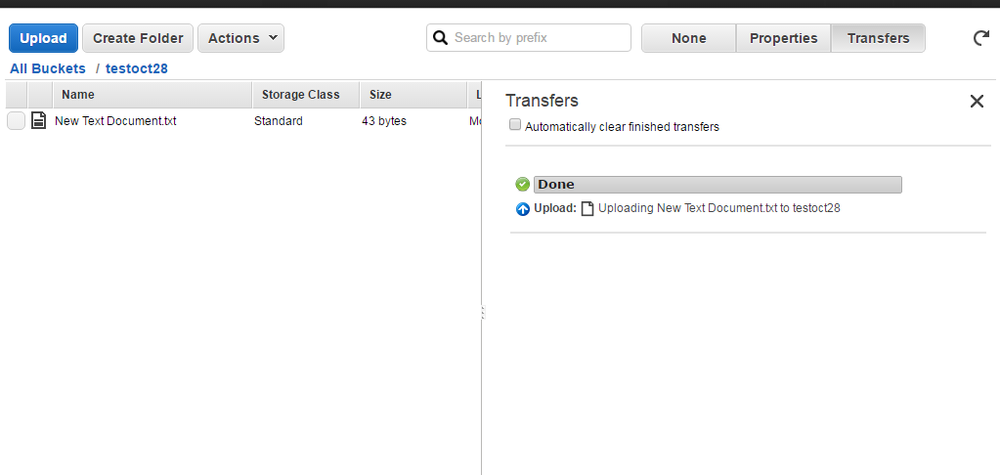 Upload Create Folder Actions Search by prefix None Properties Transfers
All Buckets / testoct28
Name Storage Class Size L
New Text Document.txt Standard 43 bytes Mo
Transfers
Automatically clear finished transfers
Done
Upload: Uploading New Text Document.txt to testoct28